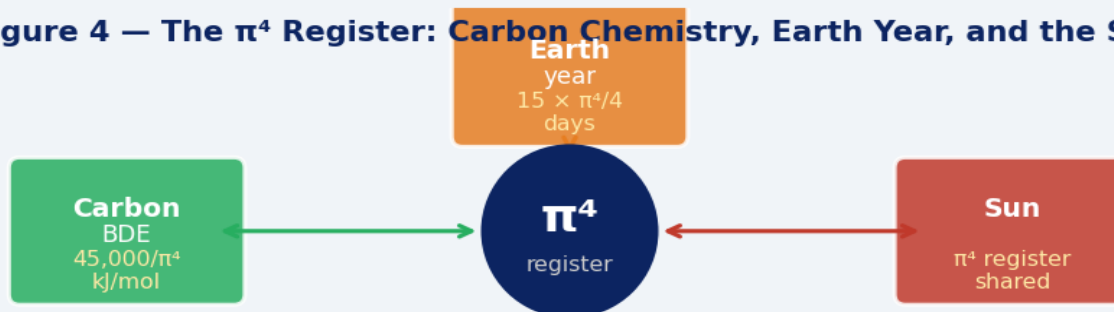 gure 4 — The π⁴ Register: Carbon Chemistry, Earth Year, and the S
Earth
year
15 × π⁴/4
days
Carbon
BDE
45,000/π⁴
kJ/mol
π⁴
register
Sun
π⁴ register
shared